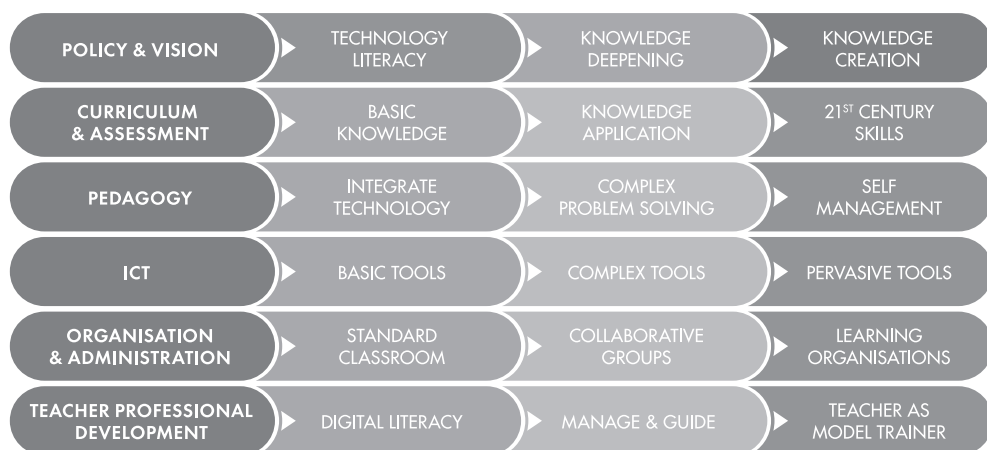 POLICY & VISION
TECHNOLOGY
LITERACY
KNOWLEDGE
DEEPENING
KNOWLEDGE
CREATION
CURRICULUM
& ASSESSMENT
BASIC
KNOWLEDGE
KNOWLEDGE
APPLICATION
21ST CENTURY
SKILLS
PEDAGOGY
INTEGRATE
TECHNOLOGY
COMPLEX
PROBLEM SOLVING
SELF
MANAGEMENT
ICT
BASIC TOOLS
COMPLEX TOOLS
PERVASIVE TOOLS
ORGANISATION
& ADMINISTRATION
STANDARD
CLASSROOM
COLLABORATIVE
GROUPS
LEARNING
ORGANISATIONS
TEACHER PROFESSIONAL
DEVELOPMENT
DIGITAL LITERACY
MANAGE & GUIDE
TEACHER AS
MODEL TRAINER